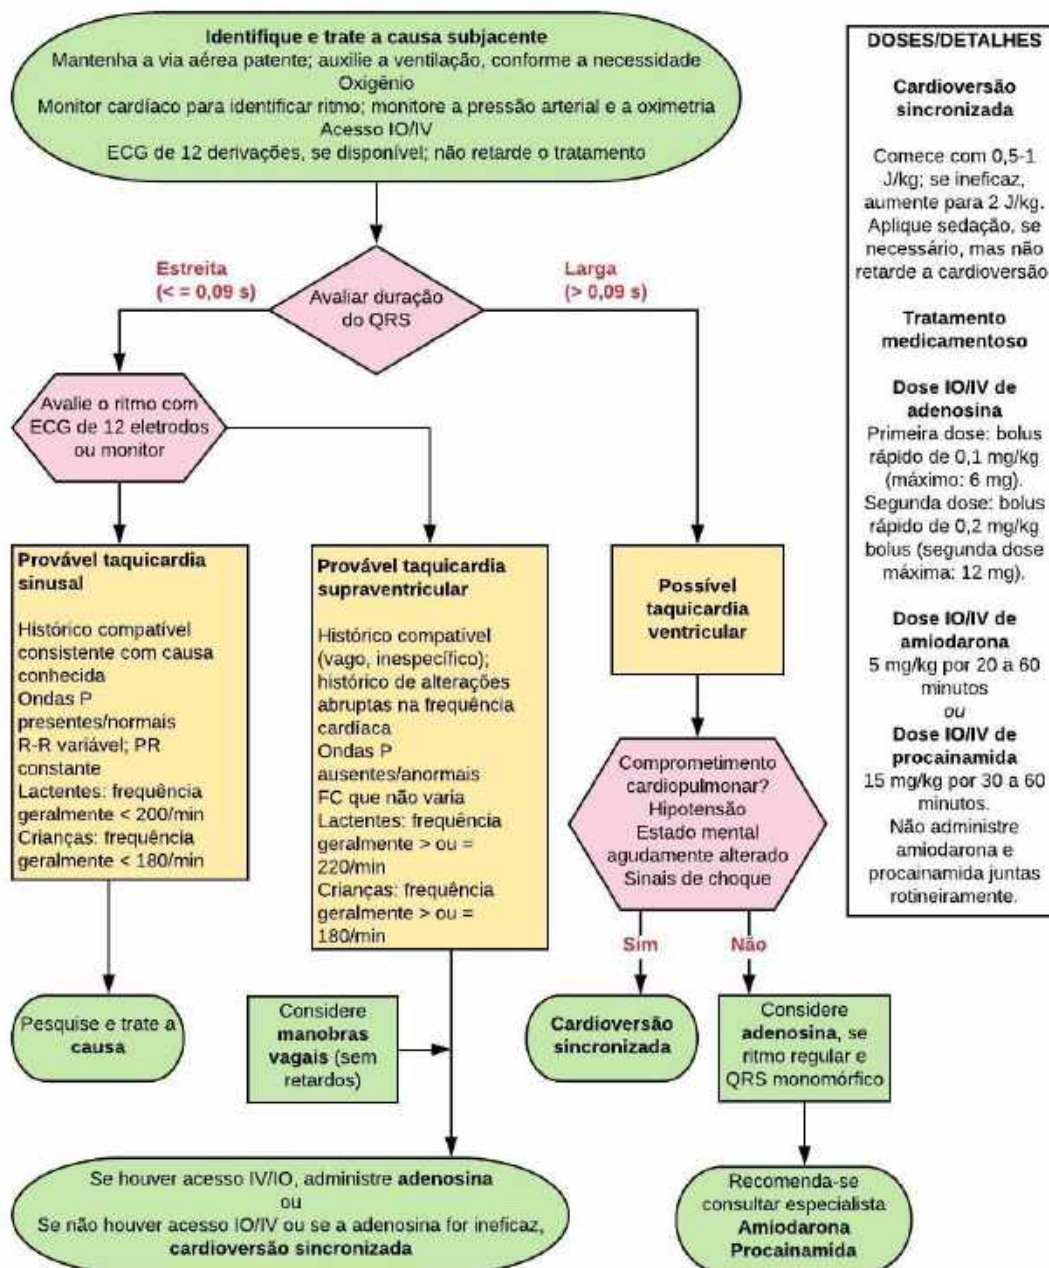 Identifique e trate a causa subjacente
Mantenha a via aérea patente; auxilie a ventilação, conforme a necessidade
Oxigênio
Monitor cardíaco para identificar ritmo; monitore a pressão arterial e a oximetria
Acesso IO/IV
ECG de 12 derivações, se disponível; não retarde o tratamento
Estreita
(< = 0,09 s)
Avaliar duração
do QRS
Larga
(> 0,09 s)
Avalie o ritmo com
ECG de 12 eletrodos
ou monitor
Provável taquicardia
sinusal
Histórico compatível
consistente com causa
conhecida
Ondas P
presentes/normais
R-R variável; PR
constante
Lactentes: frequência
geralmente < 200/min
Crianças: frequência
geralmente < 180/min
Provável taquicardia
supraventricular
Histórico compatível
(vago, inespecífico);
histórico de alterações
abruptas na frequência
cardíaca
Ondas P
ausentes/anormais
FC que não varia
Lactentes: frequência
geralmente > ou =
220/min
Crianças: frequência
geralmente > ou =
180/min
Possível
taquicardia
ventricular
Comprometimento
cardiopulmonar?
Hipotensão
Estado mental
agudamente alterado
Sinais de choque
Sim
Não
Pesquise e trate a
causa
Considere
manobras
vagais (sem
retardos)
Cardioversão
sincronizada
Considere
adenosina, se
ritmo regular e
QRS monomórfico
Se houver acesso IV/IO, administre adenosina
ou
Se não houver acesso IO/IV ou se a adenosina for ineficaz,
cardioversão sincronizada
Recomenda-se
consultar especialista
Amiodarona
Procainamida
DOSES/DETALHES
Cardioversão
sincronizada
Comece com 0,5-1
J/kg; se ineficaz,
aumente para 2 J/kg.
Aplique sedação, se
necessário, mas não
retarde a cardioversão
Tratamento
medicamentoso
Dose IO/IV de
adenosina
Primeira dose: bolus
rápido de 0,1 mg/kg
(máximo: 6 mg).
Segunda dose: bolus
rápido de 0,2 mg/kg
bolus (segunda dose
máxima: 12 mg).
Dose IO/IV de
amiodarona
5 mg/kg por 20 a 60
minutos
ou
Dose IO/IV de
procainamida
15 mg/kg por 30 a 60
minutos.
Não administre
amiodarona e
procainamida juntas
rotineiramente.